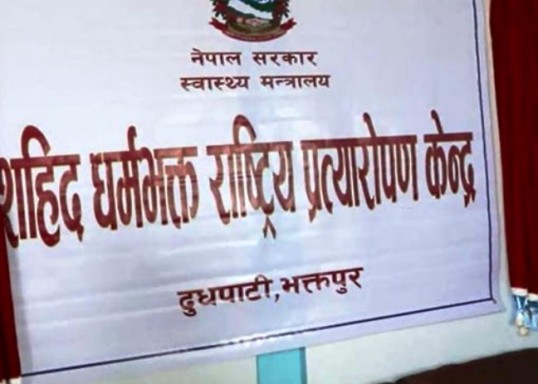 नेपाल सरकार
स्वास्थ्य मन्त्रालय
शहिद धर्मभक्त राष्ट्रिय प्रत्यारोपण केन्द्र
दुधपाटी,भक्तपुर